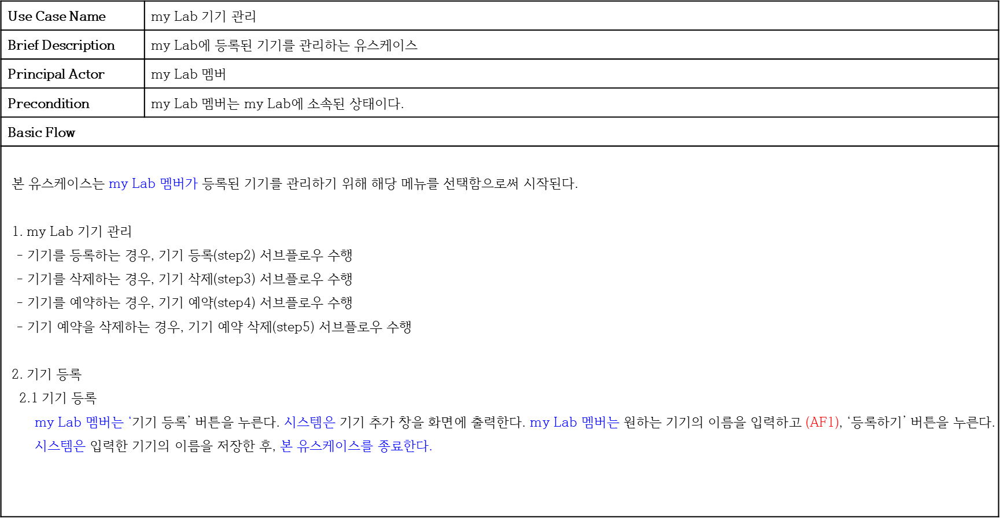 Use Case Name my Lab 기기 관리
Brief Description my Lab에 등록된 기기를 관리하는 유스케이스
Principal Actor my Lab 멤버
Precondition my Lab 멤버는 my Lab에 소속된 상태이다.
Basic Flow
본 유스케이스는 my Lab 멤버가 등록된 기기를 관리하기 위해 해당 메뉴를 선택함으로써 시작된다.
1. my Lab 기기 관리
- 기기를 등록하는 경우, 기기 등록(step2) 서브플로우 수행
- 기기를 삭제하는 경우, 기기 삭제(step3) 서브플로우 수행
- 기기를 예약하는 경우, 기기 예약(step4) 서브플로우 수행
- 기기 예약을 삭제하는 경우, 기기 예약 삭제(step5) 서브플로우 수행
2. 기기 등록
2.1 기기 등록
my Lab 멤버는 ‘기기 등록’ 버튼을 누른다. 시스템은 기기 추가 창을 화면에 출력한다. my Lab 멤버는 원하는 기기의 이름을 입력하고 (AF1), ‘등록하기’ 버튼을 누른다.
시스템은 입력한 기기의 이름을 저장한 후, 본 유스케이스를 종료한다.